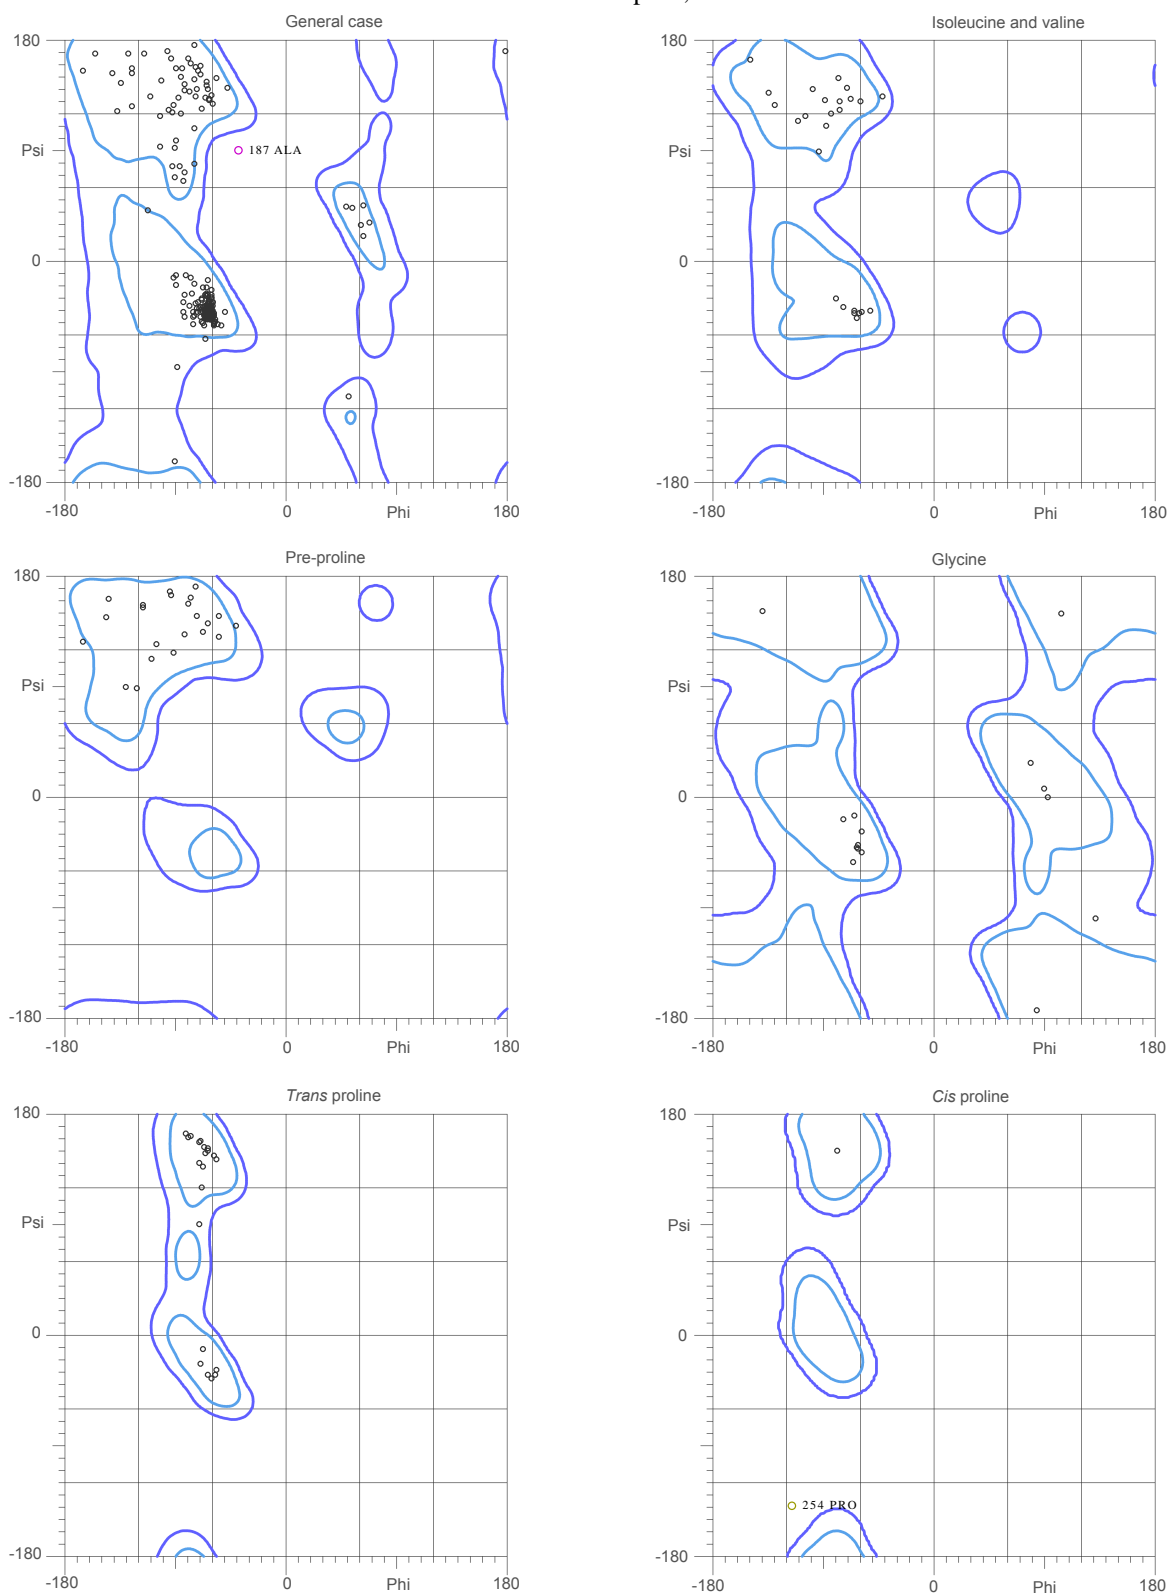 General case
Isoleucine and valine
180
Psi
0
-180
187 ALA
-180
0
Phi
180
180
Psi
0
-180
-180
0
Phi
180
Pre-proline
Glycine
180
Psi
0
-180
-180
0
Phi
180
180
Psi
0
-180
-180
0
Phi
180
Trans proline
Cis proline
180
Psi
0
-180
-180
0
Phi
180
180
Psi
0
254 PRO
-180
-180
0
Phi
180